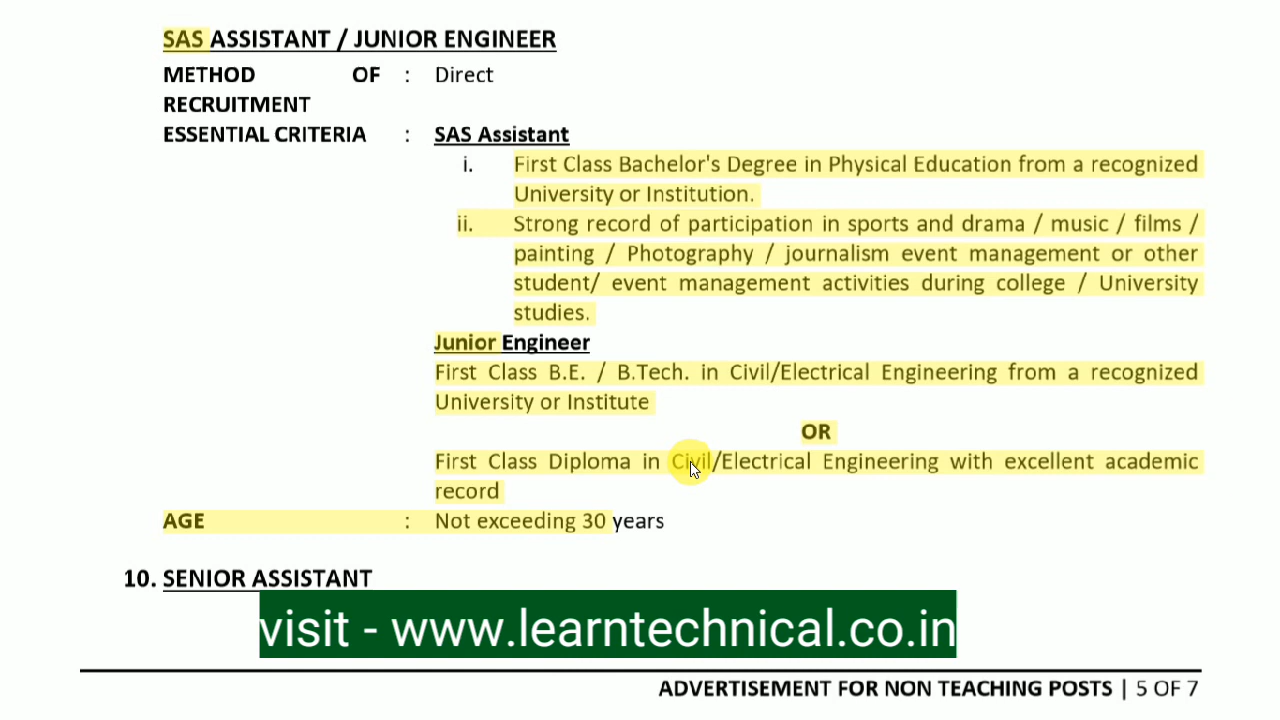 SAS ASSISTANT / JUNIOR ENGINEER
METHOD OF : Direct
RECRUITMENT
ESSENTIAL CRITERIA : SAS Assistant
i. First Class Bachelor's Degree in Physical Education from a recognized
University or Institution.
ii. Strong record of participation in sports and drama / music / films /
painting / Photography / journalism event management or other
student/ event management activities during college / University
studies.
Junior Engineer
First Class B.E. / B.Tech. in Civil/Electrical Engineering from a recognized
University or Institute
OR
First Class Diploma in Civil/Electrical Engineering with excellent academic
record
AGE : Not exceeding 30 years
10. SENIOR ASSISTANT
visit - www.learntechnical.co.in
ADVERTISEMENT FOR NON TEACHING POSTS | 5 OF 7